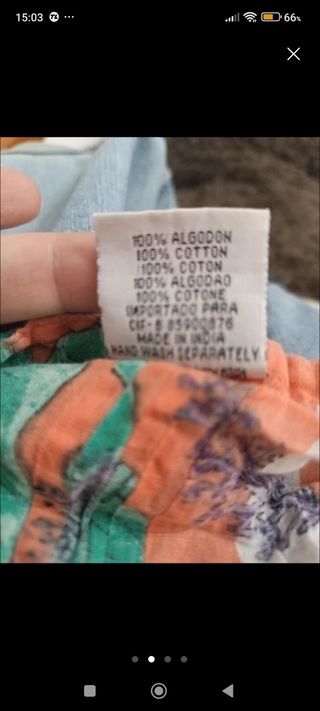 15:03
66%
100% ALGODON
100% COTTON
100% COTON
100% ALGODAO
100% COTONE
IMPORTADO PARA
CIF- B 85900876
MADE IN INDIA
HAND WASH SEPARATELY